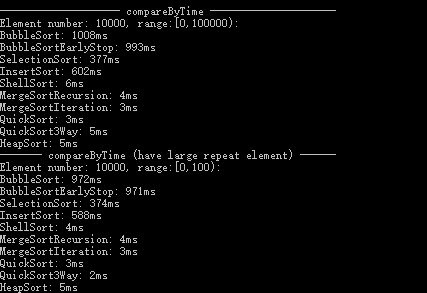 compareByTime
Element number: 10000, range:[0,100000):
BubbleSort: 1008ms
BubbleSortEarlyStop: 993ms
SelectionSort: 377ms
InsertSort: 602ms
ShellSort: 6ms
MergeSortRecursion: 4ms
MergeSortIteration: 3ms
QuickSort: 3ms
QuickSort3Way: 5ms
HeapSort: 5ms
compareByTime (have large repeat element)
Element number: 10000, range:[0,100):
BubbleSort: 972ms
BubbleSortEarlyStop: 971ms
SelectionSort: 374ms
InsertSort: 588ms
ShellSort: 4ms
MergeSortRecursion: 4ms
MergeSortIteration: 3ms
QuickSort: 3ms
QuickSort3Way: 2ms
HeapSort: 5ms